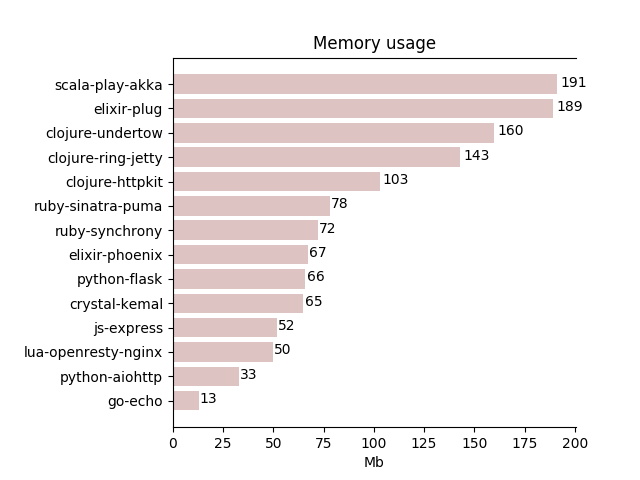 Memory usage
scala-play-akka 191
elixir-plug 189
clojure-undertow 160
clojure-ring-jetty 143
clojure-httpkit 103
ruby-sinatra-puma 78
ruby-synchrony 72
elixir-phoenix 67
python-flask 66
crystal-kemal 65
js-express 52
lua-openresty-nginx 50
python-aiohttp 33
go-echo 13
0 25 50 75 100 125 150 175 200
Mb